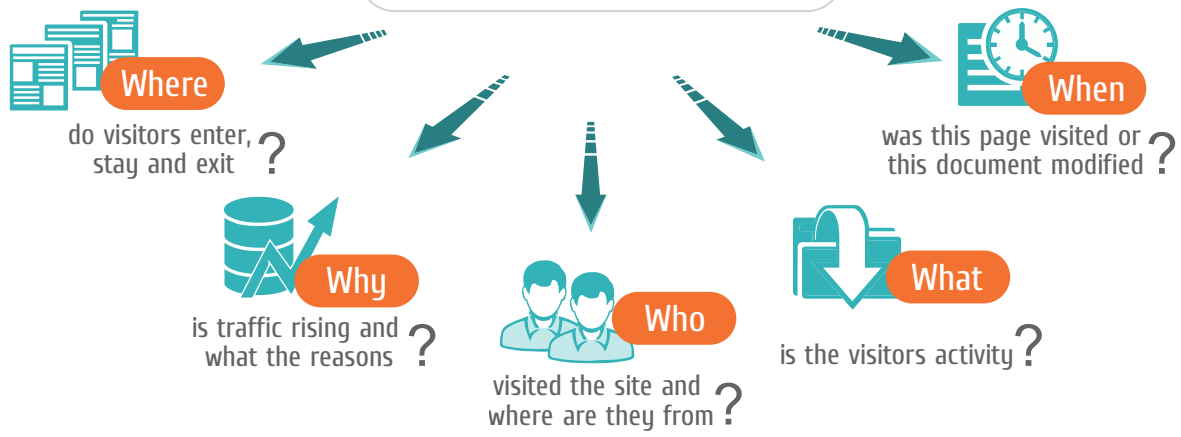 Where
do visitors enter,
stay and exit ?
Why
is traffic rising and
what the reasons ?
Who
visited the site and
where are they from ?
What
is the visitors activity ?
When
was this page visited or
this document modified ?